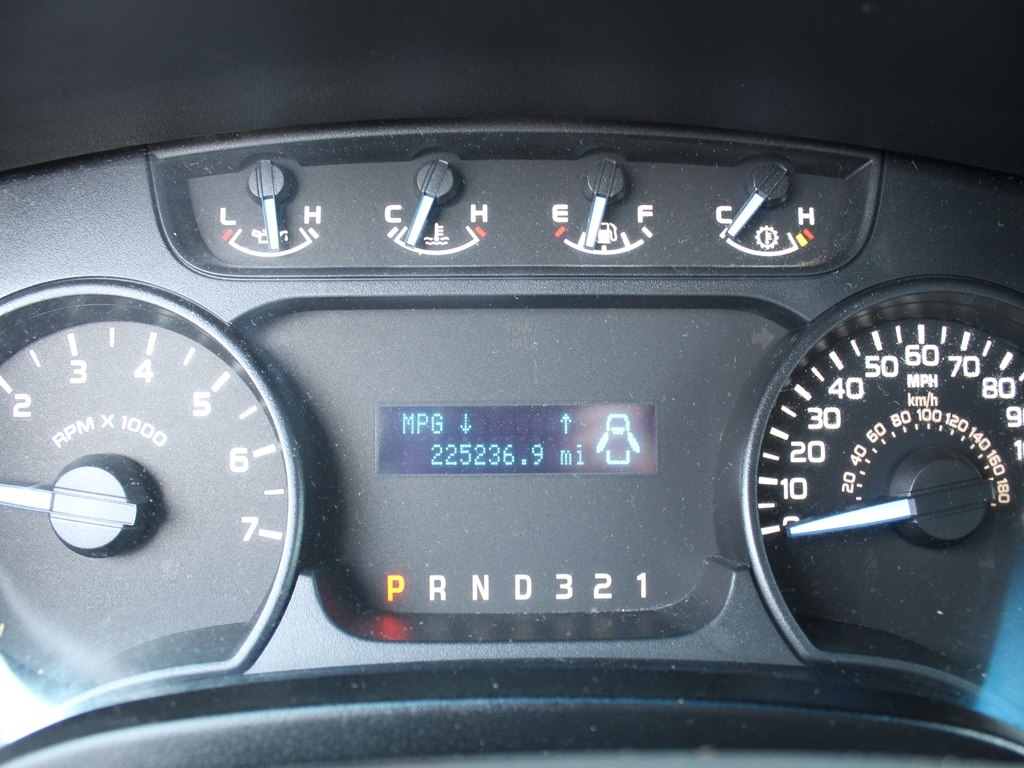 L H C H E F C H
2 3 4 5 6 7
RPM X 1000
MPG ↓ ↑
225236.9 mi
P R N D 3 2 1
0 10 20 30 40 50 60 70 80
MPH
km/h
20 40 60 80 100 120 140 160 180